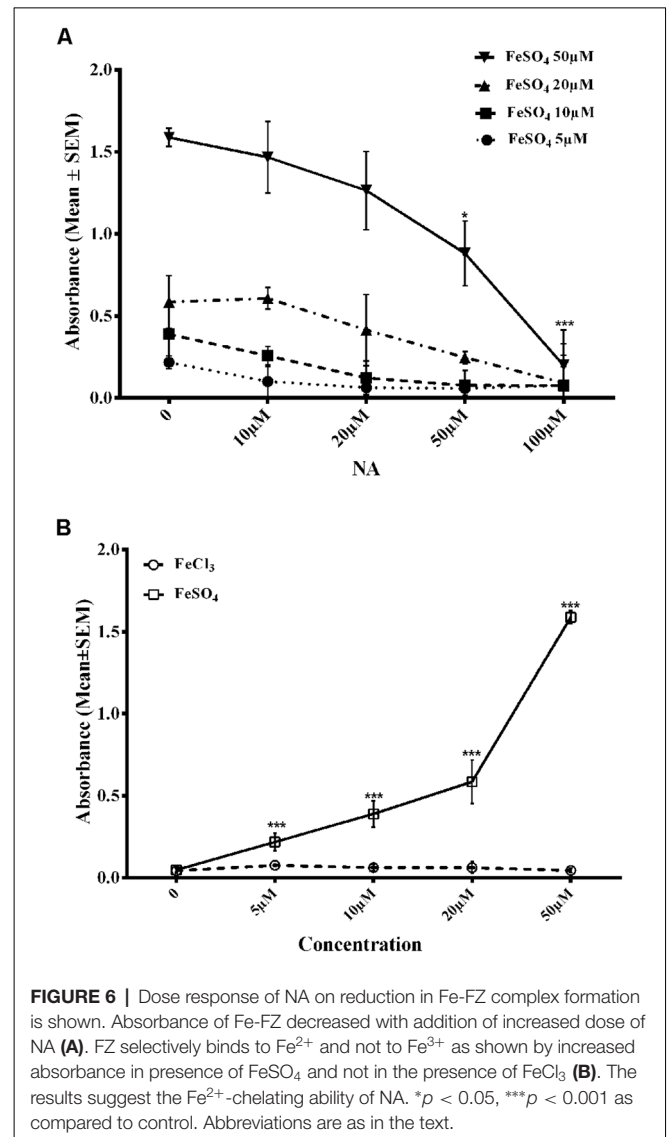 A
FeSO₄ 50µM
FeSO₄ 20µM
FeSO₄ 10µM
FeSO₄ 5µM
Absorbance (Mean ± SEM)
2.0
1.5
1.0
0.5
0.0
*
***
0
10µM
20µM
50µM
100µM
NA
B
FeCl₃
FeSO₄
Absorbance (Mean±SEM)
2.0
1.5
1.0
0.5
0.0
***
***
***
***
0
5µM
10µM
20µM
50µM
Concentration
FIGURE 6 | Dose response of NA on reduction in Fe-FZ complex formation
is shown. Absorbance of Fe-FZ decreased with addition of increased dose of
NA (A). FZ selectively binds to Fe²⁺ and not to Fe³⁺ as shown by increased
absorbance in presence of FeSO₄ and not in the presence of FeCl₃ (B). The
results suggest the Fe²⁺-chelating ability of NA. *p < 0.05, ***p < 0.001 as
compared to control. Abbreviations are as in the text.